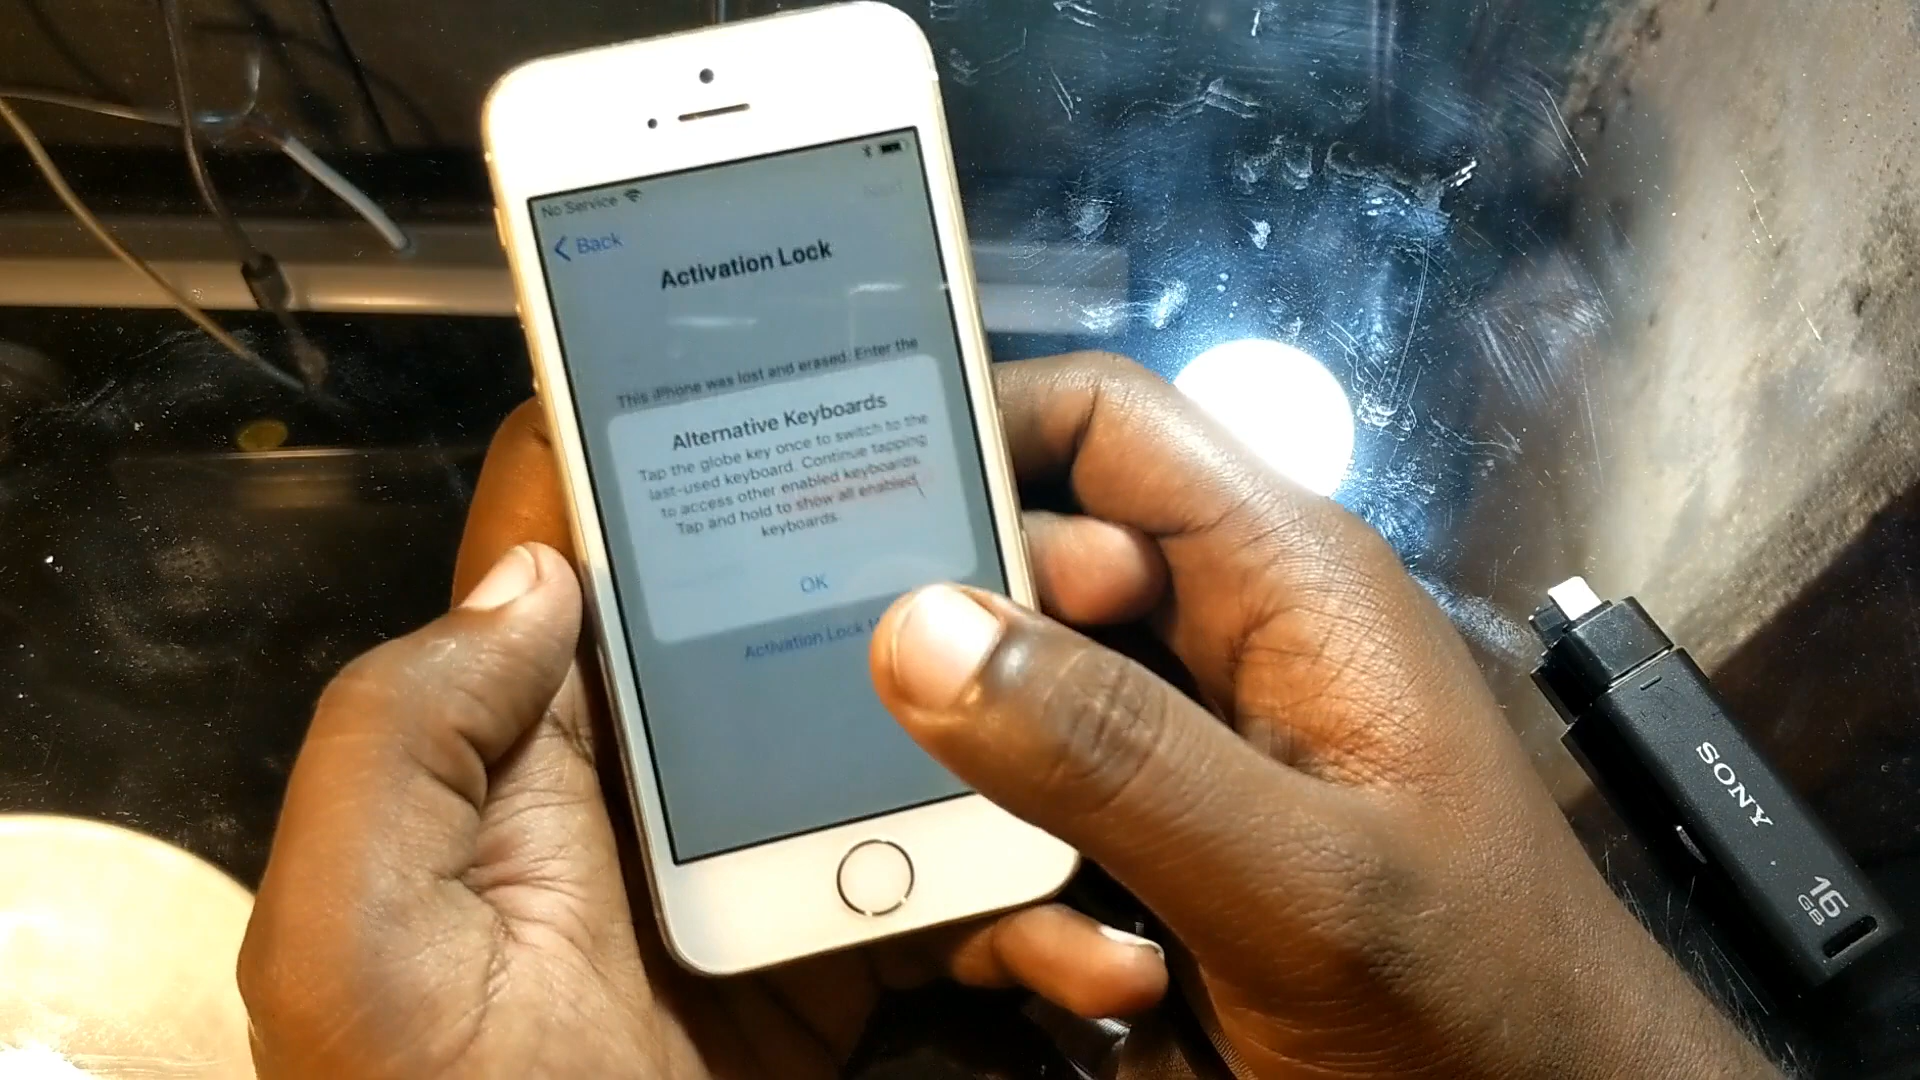 No Service
Next
Back
Activation Lock
This iPhone was lost and erased. Enter the
Alternative Keyboards
Tap the globe key once to switch to the
last-used keyboard. Continue tapping
to access other enabled keyboards.
Tap and hold to show all enabled
keyboards.
OK
Activation Lock
SONY
16
GB